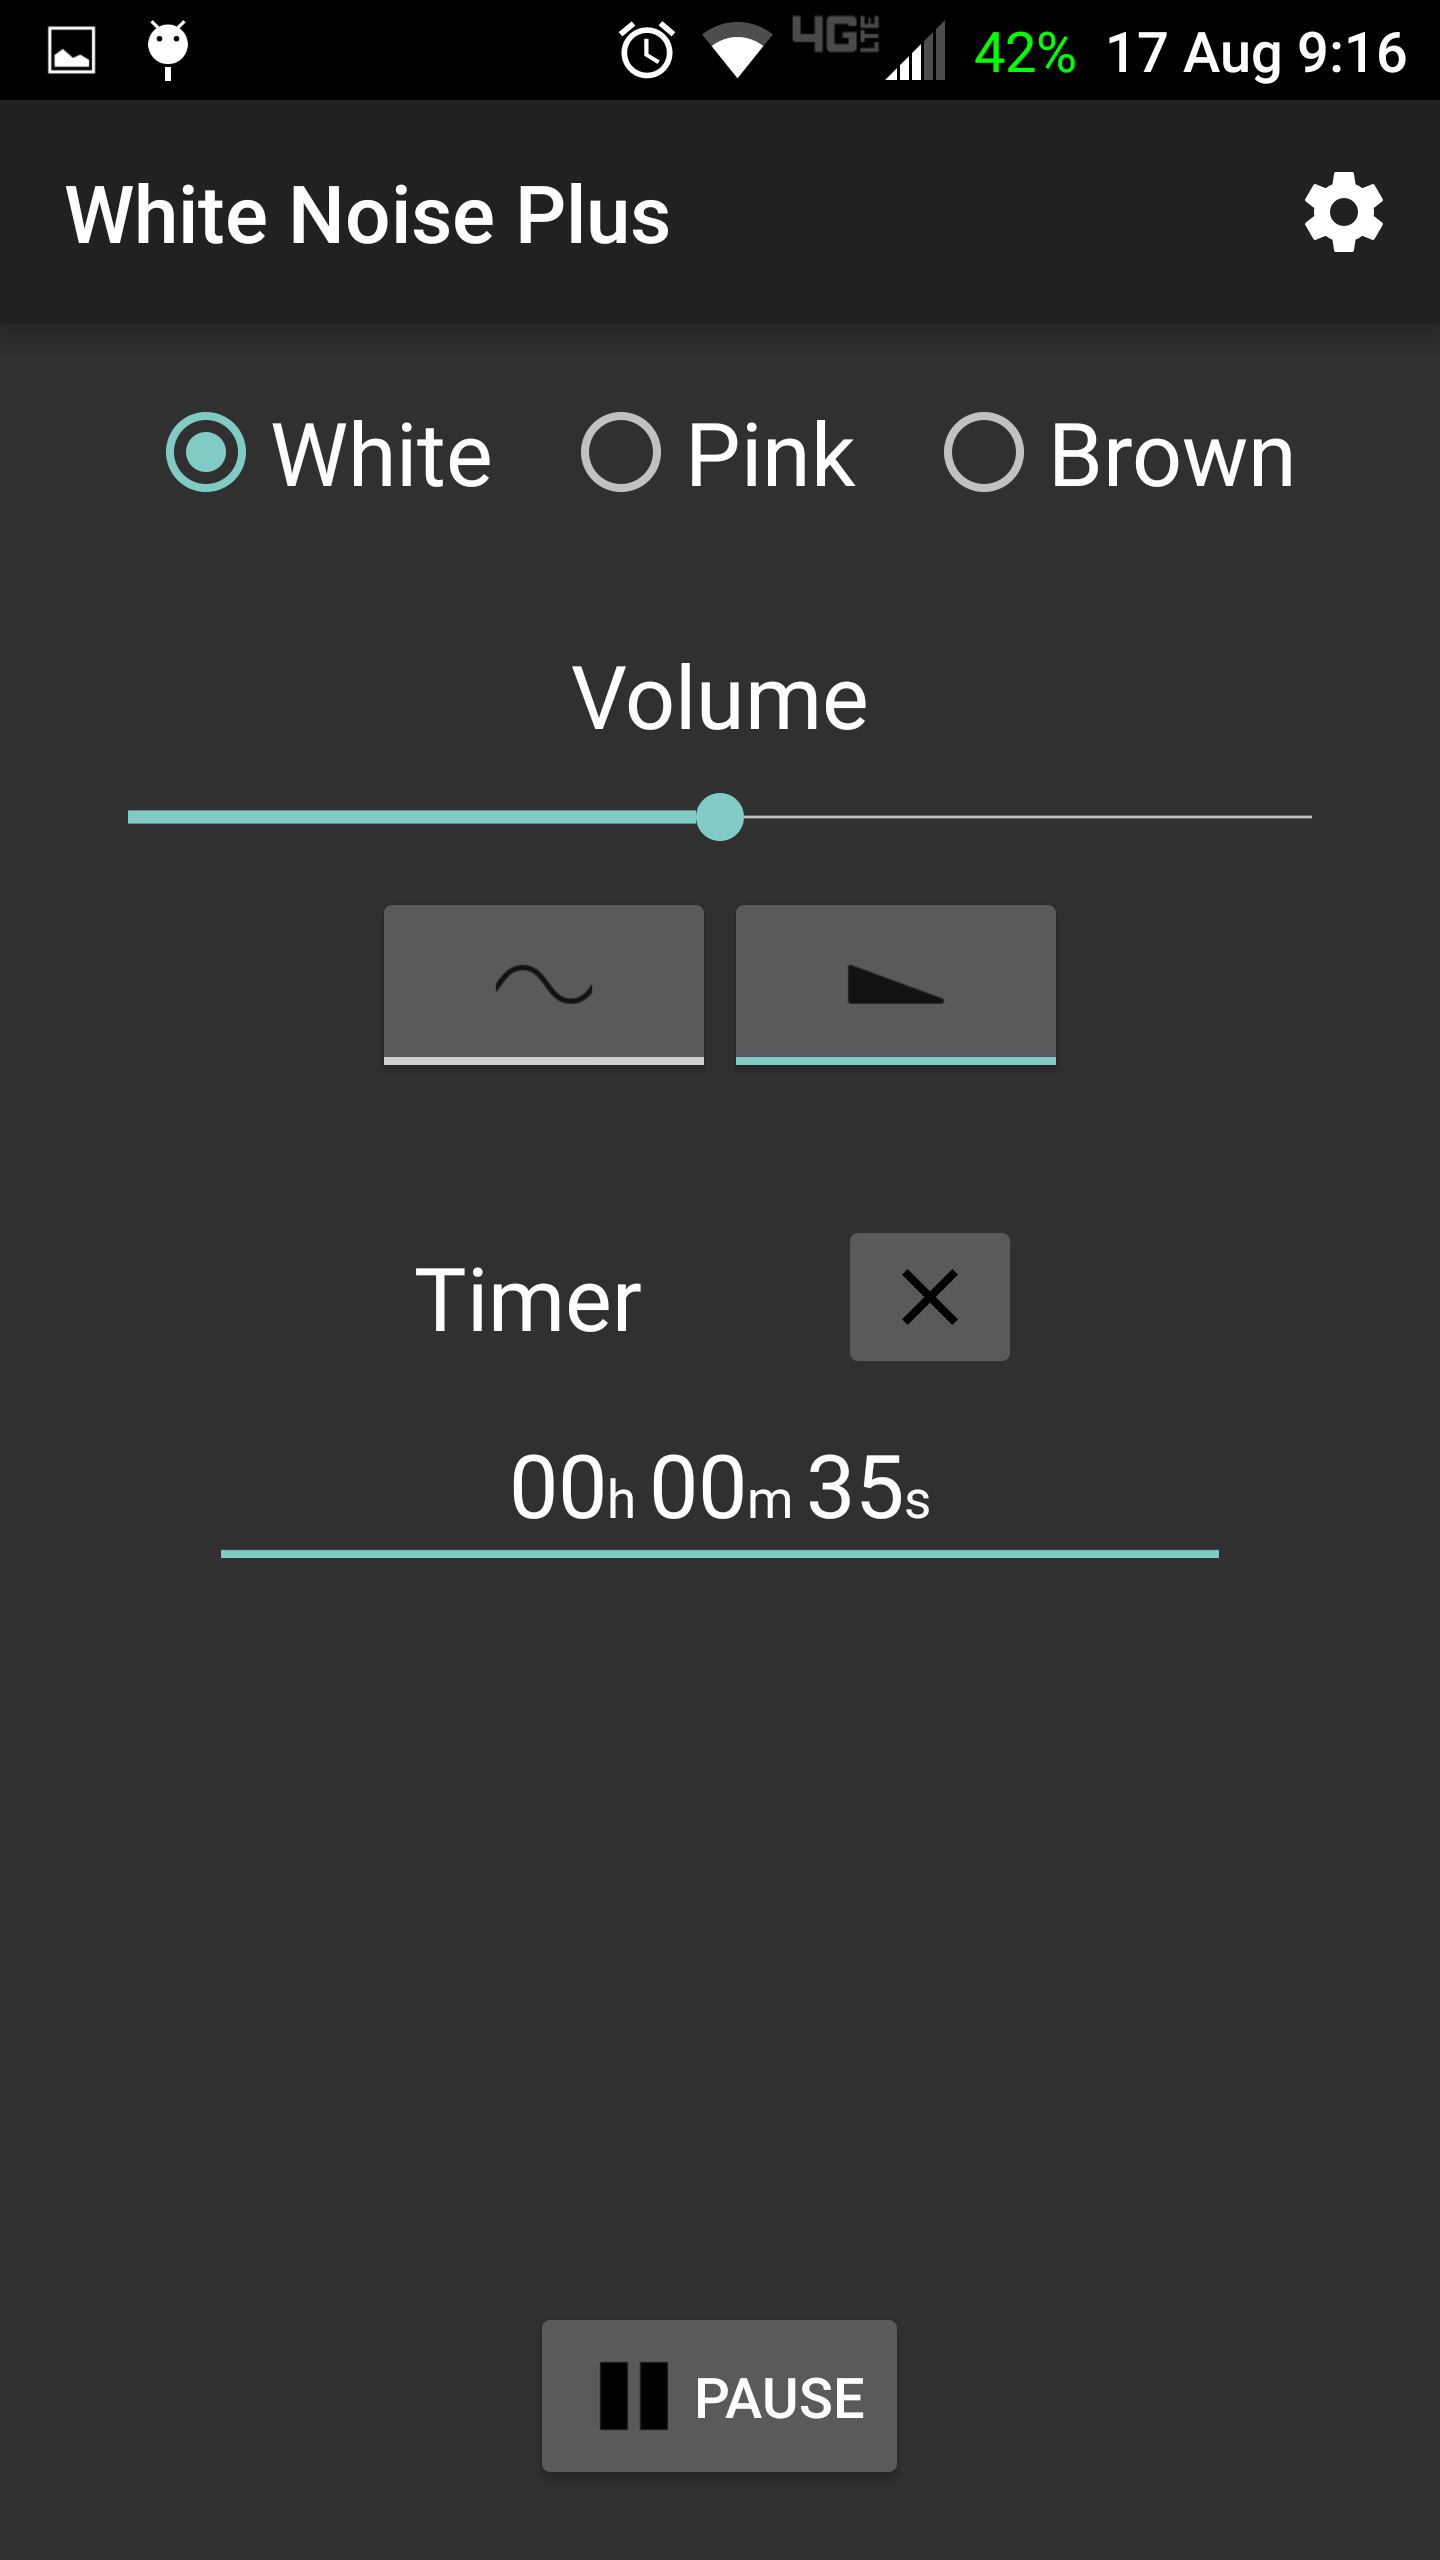 4G LTE 42% 17 Aug 9:16
White Noise Plus
White Pink Brown
Volume
Timer
00h 00m 35s
PAUSE